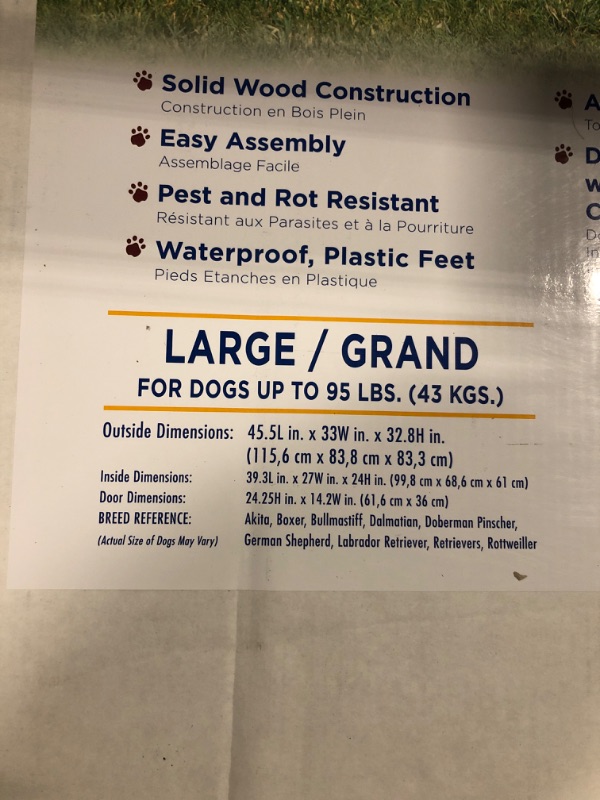 Solid Wood Construction
Construction en Bois Plein
Easy Assembly
Assemblage Facile
Pest and Rot Resistant
Résistant aux Parasites et à la Pourriture
Waterproof, Plastic Feet
Pieds Etanches en Plastique
LARGE / GRAND
FOR DOGS UP TO 95 LBS. (43 KGS.)
Outside Dimensions: 45.5L in. x 33W in. x 32.8H in.
(115,6 cm x 83,8 cm x 83,3 cm)
Inside Dimensions: 39.3L in. x 27W in. x 24H in. (99,8 cm x 68,6 cm x 61 cm)
Door Dimensions: 24.25H in. x 14.2W in. (61,6 cm x 36 cm)
BREED REFERENCE: Akita, Boxer, Bullmastiff, Dalmatian, Doberman Pinscher,
(Actual Size of Dogs May Vary) German Shepherd, Labrador Retriever, Retrievers, Rottweiller